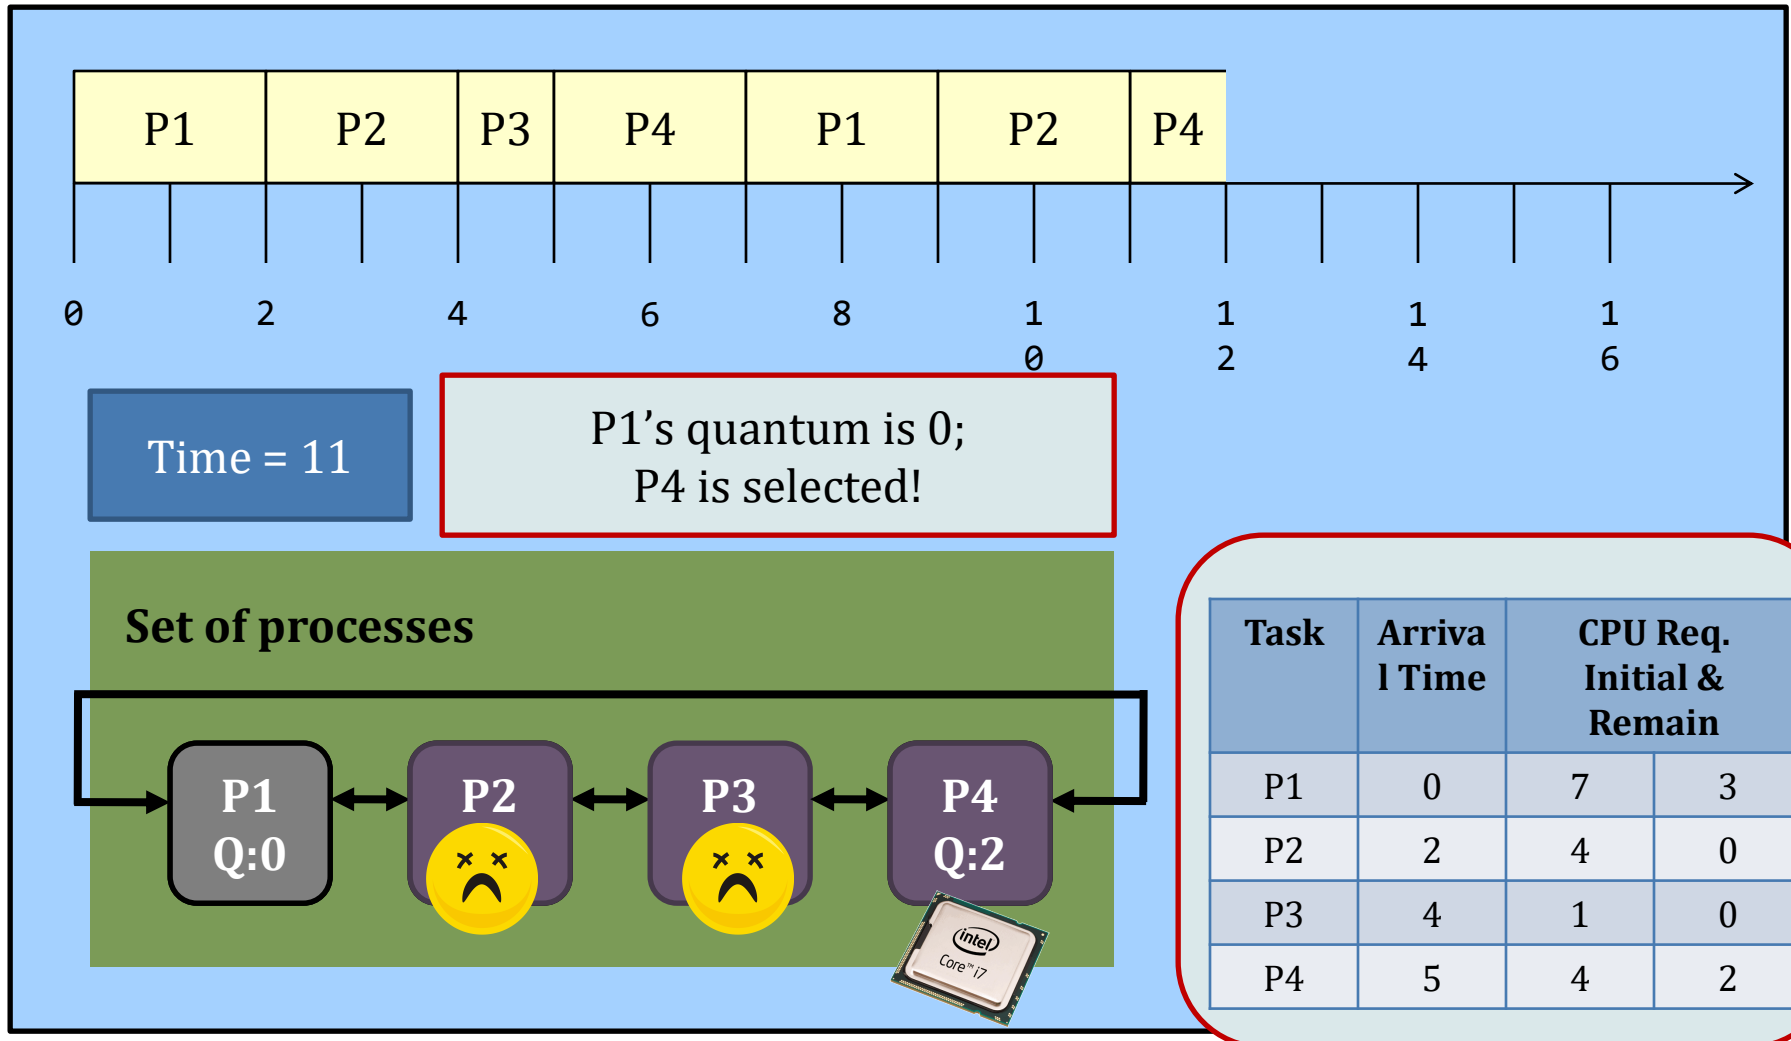 P1 P2 P3 P4 P1 P2 P4
0 2 4 6 8 1 1 1 1
0 2 4 6
Time = 11
P1’s quantum is 0;
P4 is selected!
Set of processes
P1 P2 P3 P4
Q:0 Q:2
intel
Core™ i7
Task Arriva CPU Req.
l Time Initial &
Remain
P1 0 7 3
P2 2 4 0
P3 4 1 0
P4 5 4 2